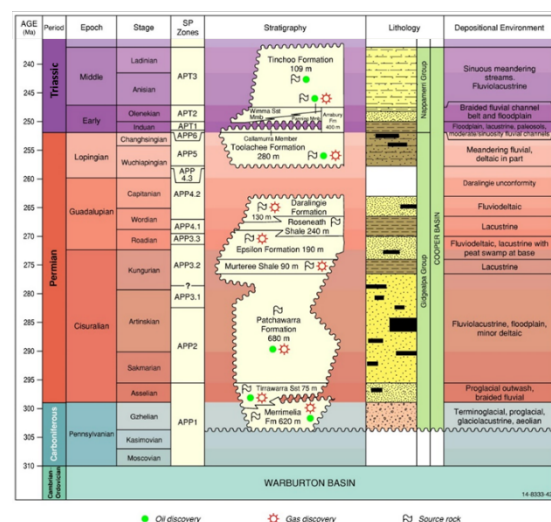 AGE
(Ma)
Period
Epoch
Stage
SP
Zones
Stratigraphy
Lithology
Depositional Environment
240
245
250
255
260
265
270
275
280
285
290
295
300
305
310
Triassic
Permian
Carboniferous
Cambrian-
Ordovician
Middle
Early
Lopingian
Guadalupian
Cisuralian
Pennsylvanian
Ladinian
Anisian
Olenekian
Induan
Changhsingian
Wuchiapingian
Capitanian
Wordian
Roadian
Kungurian
Artinskian
Sakmarian
Asselian
Gzhelian
Kasimovian
Moscovian
APT3
APT2
APT1
APP6
APP5
APP
4.3
APP4.2
APP4.1
APP3.3
APP3.2
?
APP3.1
APP2
APP1
Tinchoo Formation
109 m
Wimma Sst
Mmb
Arrabury
Fm
400 m
Callamurra Member
Toolachee Formation
280 m
Daralingie
Formation
130 m
Roseneath
Shale 240 m
Epsilon Formation 190 m
Murteree Shale 90 m
Patchawarra
Formation
680 m
Tirrawarra Sst 75 m
Merrimelia
Fm 620 m
Nappamerri Group
Gidgealpa Group
COOPER BASIN
Sinuous meandering
streams.
Fluviolacustrine
Braided fluvial channel
belt and floodplain
Floodplain, lacustrine, paleosols,
moderate/sinuosity fluvial channels
Meandering fluvial,
deltaic in part
Daralingie unconformity
Fluviodeltaic
Lacustrine
Fluviodeltaic, lacustrine with
peat swamp at base
Lacustrine
Fluviolacustrine, floodplain,
minor deltaic
Proglacial outwash,
braided fluvial
Terminoglacial, proglacial,
glaciolacustrine, aeolian
WARBURTON BASIN
Oil discovery
Gas discovery
Source rock